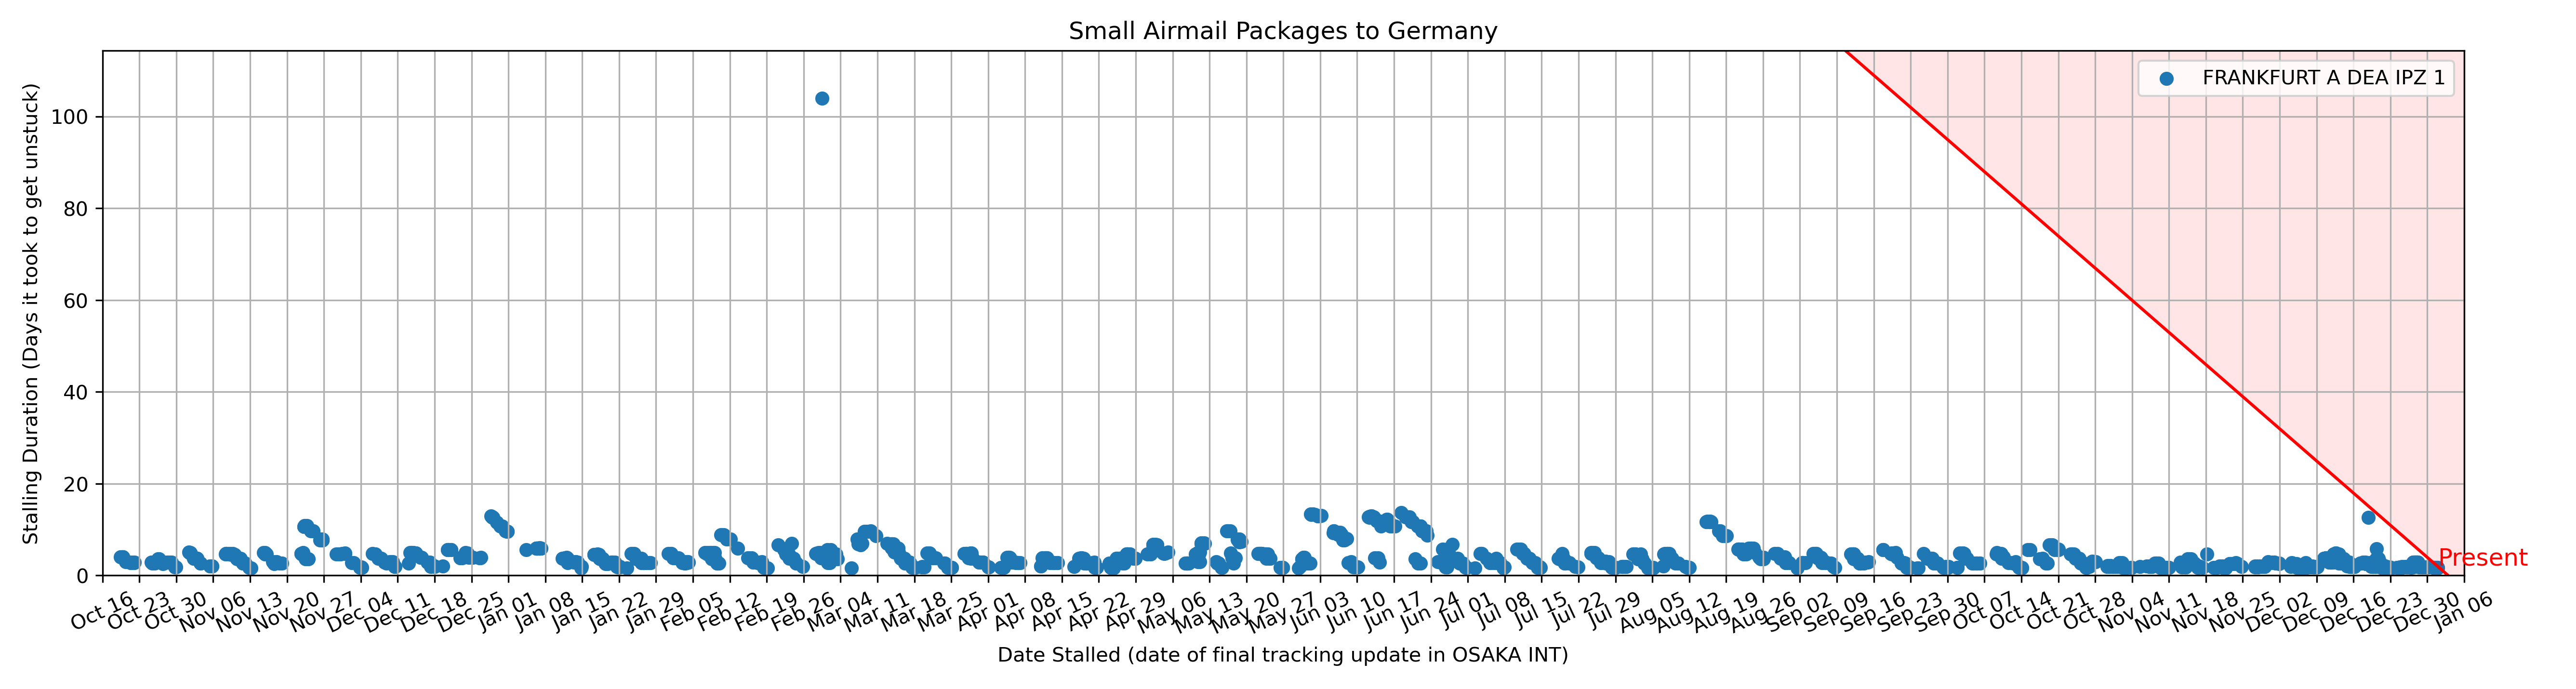 Small Airmail Packages to Germany
Stalling Duration (Days it took to get unstuck)
100
80
60
40
20
0
FRANKFURT A DEA IPZ 1
Present
Oct 16
Oct 23
Oct 30
Nov 06
Nov 13
Nov 20
Nov 27
Dec 04
Dec 11
Dec 18
Dec 25
Jan 01
Jan 08
Jan 15
Jan 22
Jan 29
Feb 05
Feb 12
Feb 19
Feb 26
Mar 04
Mar 11
Mar 18
Mar 25
Apr 01
Apr 08
Apr 15
Apr 22
Apr 29
May 06
May 13
May 20
May 27
Jun 03
Jun 10
Jun 17
Jun 24
Jul 01
Jul 08
Jul 15
Jul 22
Jul 29
Aug 05
Aug 12
Aug 19
Aug 26
Sep 02
Sep 09
Sep 16
Sep 23
Sep 30
Oct 07
Oct 14
Oct 21
Oct 28
Nov 04
Nov 11
Nov 18
Nov 25
Dec 02
Dec 09
Dec 16
Dec 23
Dec 30
Jan 06
Date Stalled (date of final tracking update in OSAKA INT)